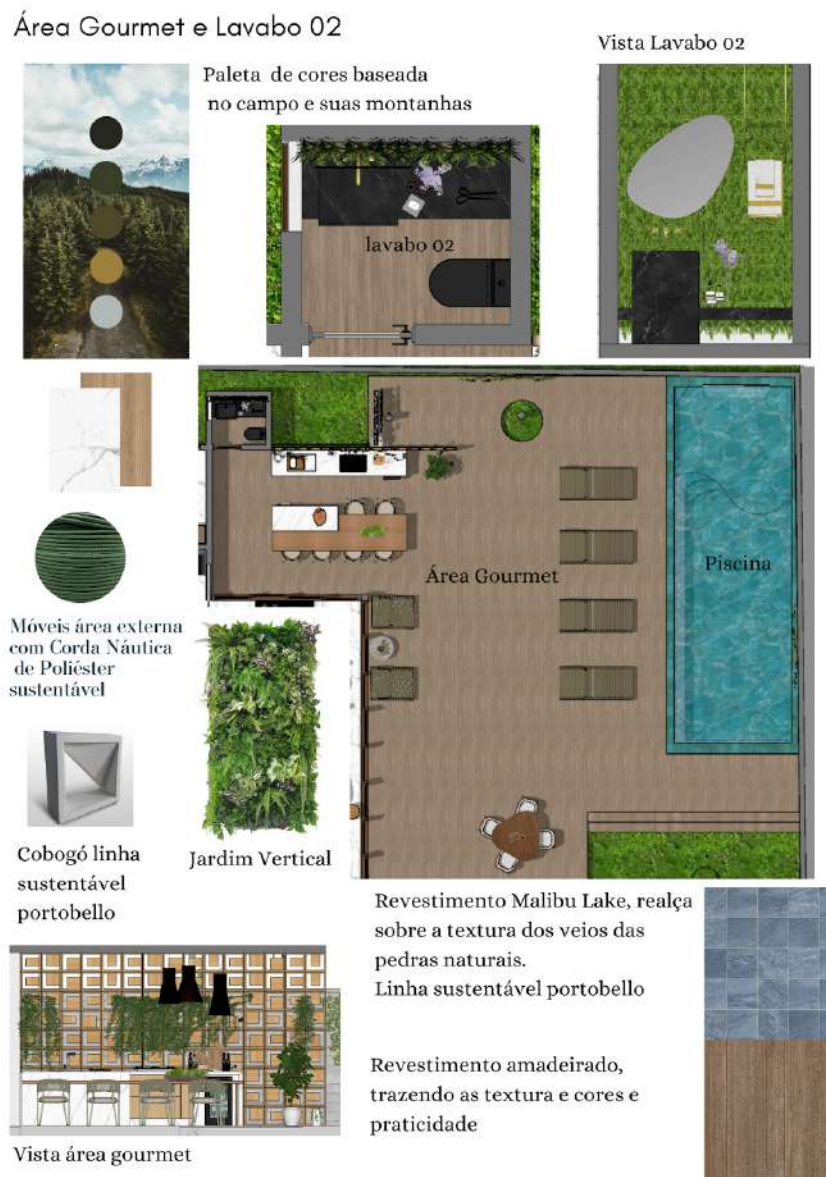 Área Gourmet e Lavabo 02
Vista Lavabo 02
Paleta de cores baseada
no campo e suas montanhas
lavabo 02
Área Gourmet
Piscina
Móveis área externa
com Corda Náutica
de Poliéster
sustentável
Jardim Vertical
Cobogó linha
sustentável
portobello
Revestimento Malibu Lake, realça
sobre a textura dos veios das
pedras naturais.
Linha sustentável portobello
Revestimento amadeirado,
trazendo as textura e cores e
praticidade
Vista área gourmet